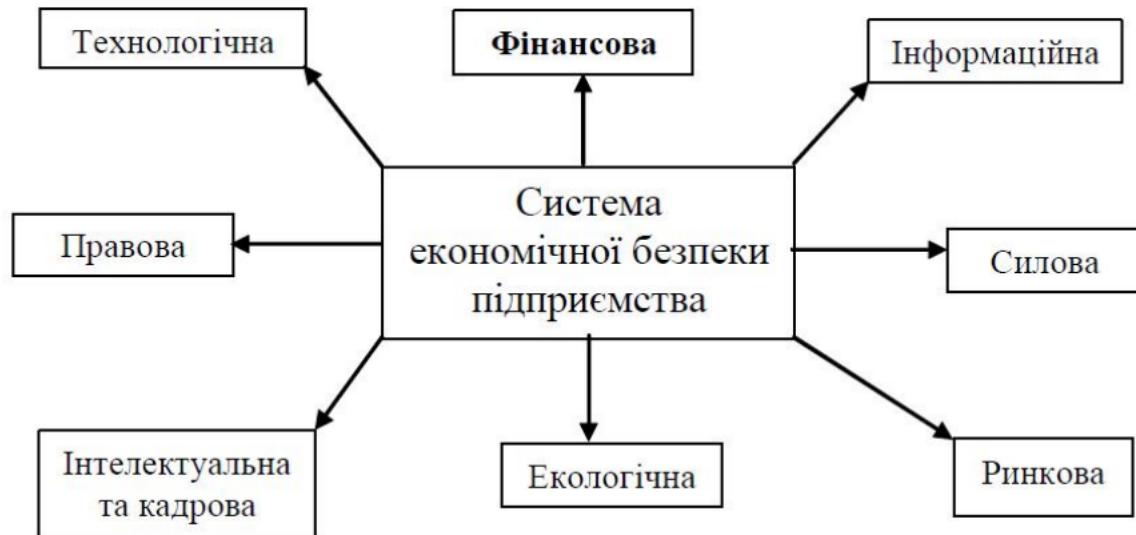 Технологічна
Фінансова
Інформаційна
Система
економічної безпеки
підприємства
Правова
Силова
Інтелектуальна
та кадрова
Екологічна
Ринкова